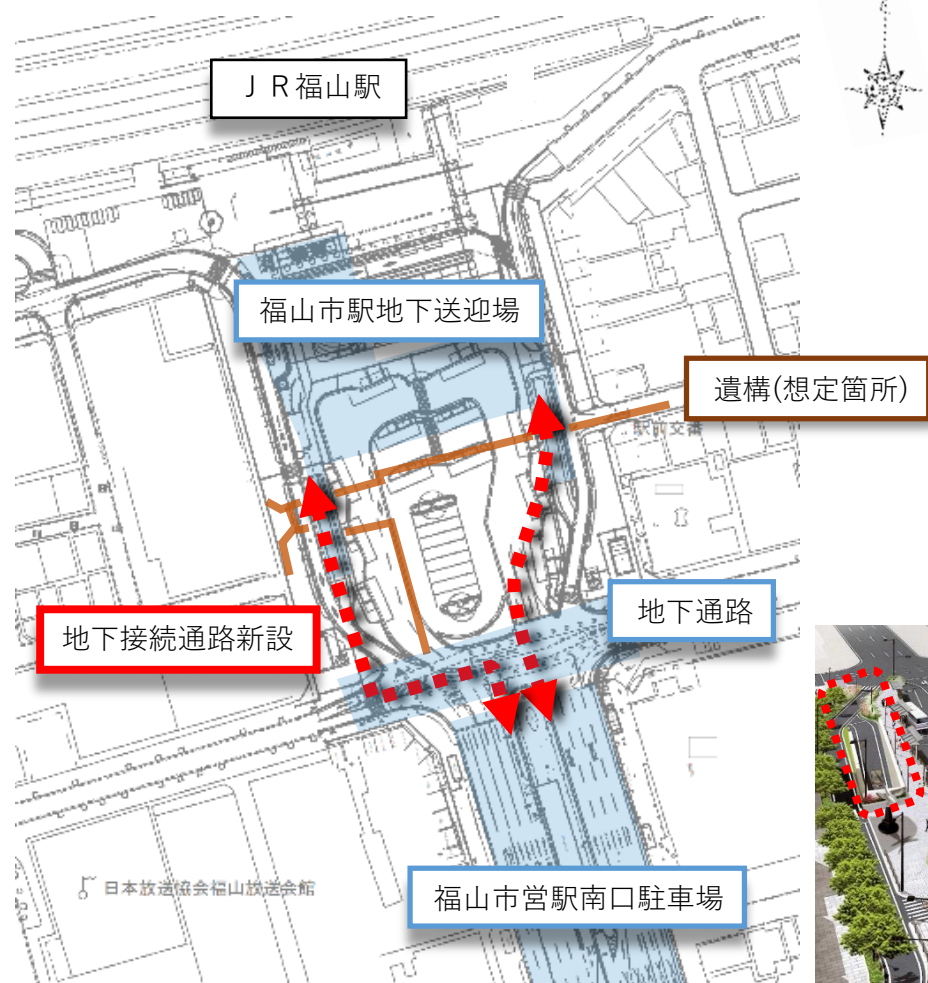 ＪＲ福山駅
福山市駅地下送迎場
遺構(想定箇所)
駅前交番
地下通路
地下接続通路新設
日本放送協会福山放送会館
福山市営駅南口駐車場